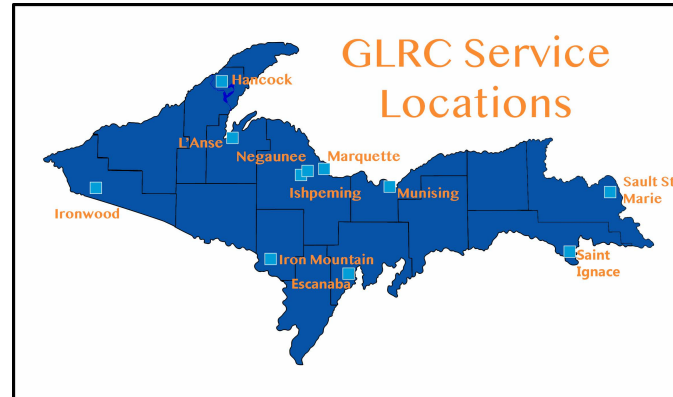 GLRC Service
Locations
Hancock
L'Anse
Negaunee
Marquette
Ishpeming
Munising
Ironwood
Sault St
Marie
Iron Mountain
Escanaba
Saint
Ignace